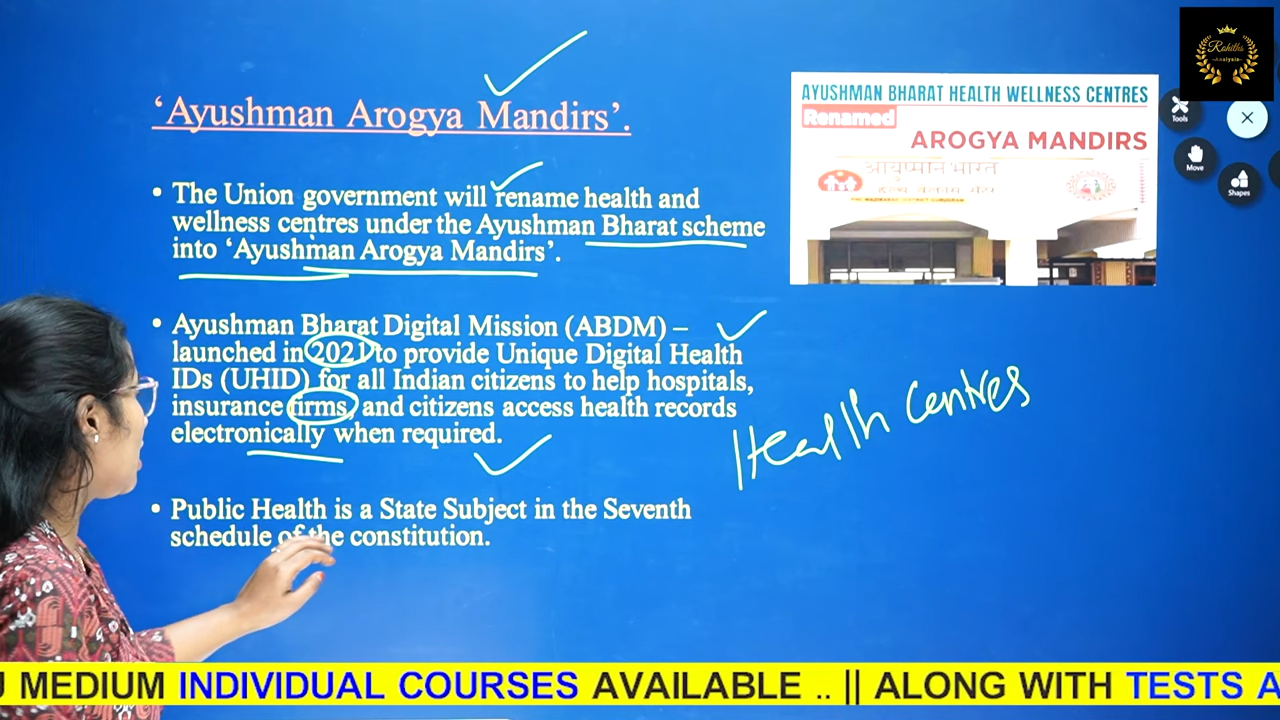 ‘Ayushman Arogya Mandirs’.
• The Union government will rename health and
wellness centres under the Ayushman Bharat scheme
into ‘Ayushman Arogya Mandirs’.
• Ayushman Bharat Digital Mission (ABDM) –
launched in 2021 to provide Unique Digital Health
IDs (UHID) for all Indian citizens to help hospitals,
insurance firms, and citizens access health records
electronically when required.
• Public Health is a State Subject in the Seventh
schedule of the constitution.
AYUSHMAN BHARAT HEALTH WELLNESS CENTRES
Renamed
AROGYA MANDIRS
आयुष्मान भारत
Health Centres
Rohiths
Analysis
Tools
Move
Shapes
U MEDIUM INDIVIDUAL COURSES AVAILABLE .. || ALONG WITH TESTS A